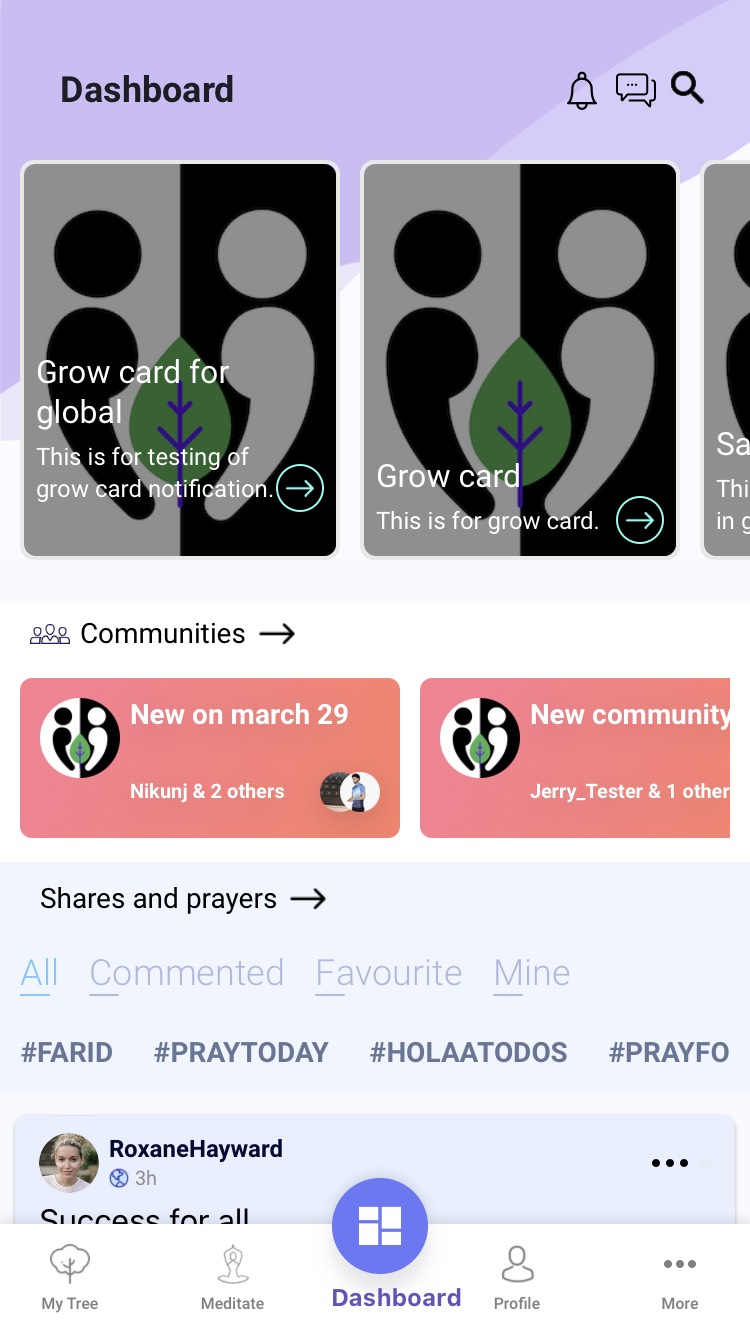 Dashboard
Grow card for
global
This is for testing of
grow card notification.
Grow card
This is for grow card.
Sa
Thi
in g
Communities
New on march 29
Nikunj & 2 others
New community
Jerry_Tester & 1 other
Shares and prayers
All Commented Favourite Mine
#FARID #PRAYTODAY #HOLAATODOS #PRAYFO
RoxaneHayward
3h
Success for all
My Tree Meditate Dashboard Profile More